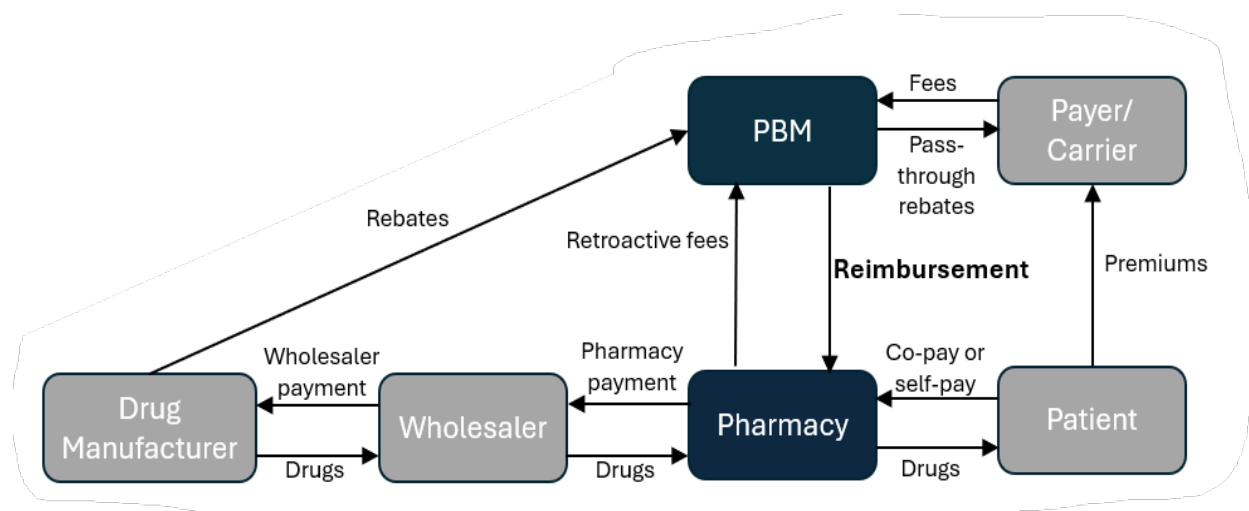 Fees
PBM
Payer/
Carrier
Pass-
through
rebates
Rebates
Retroactive fees
Reimbursement
Premiums
Wholesaler
payment
Pharmacy
payment
Co-pay or
self-pay
Drug
Manufacturer
Wholesaler
Pharmacy
Patient
Drugs
Drugs
Drugs